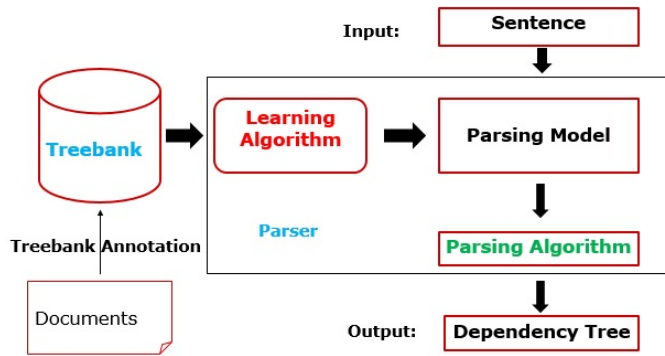 Input:
Sentence
Treebank
Learning
Algorithm
Parsing Model
Parser
Treebank Annotation
Parsing Algorithm
Documents
Output:
Dependency Tree